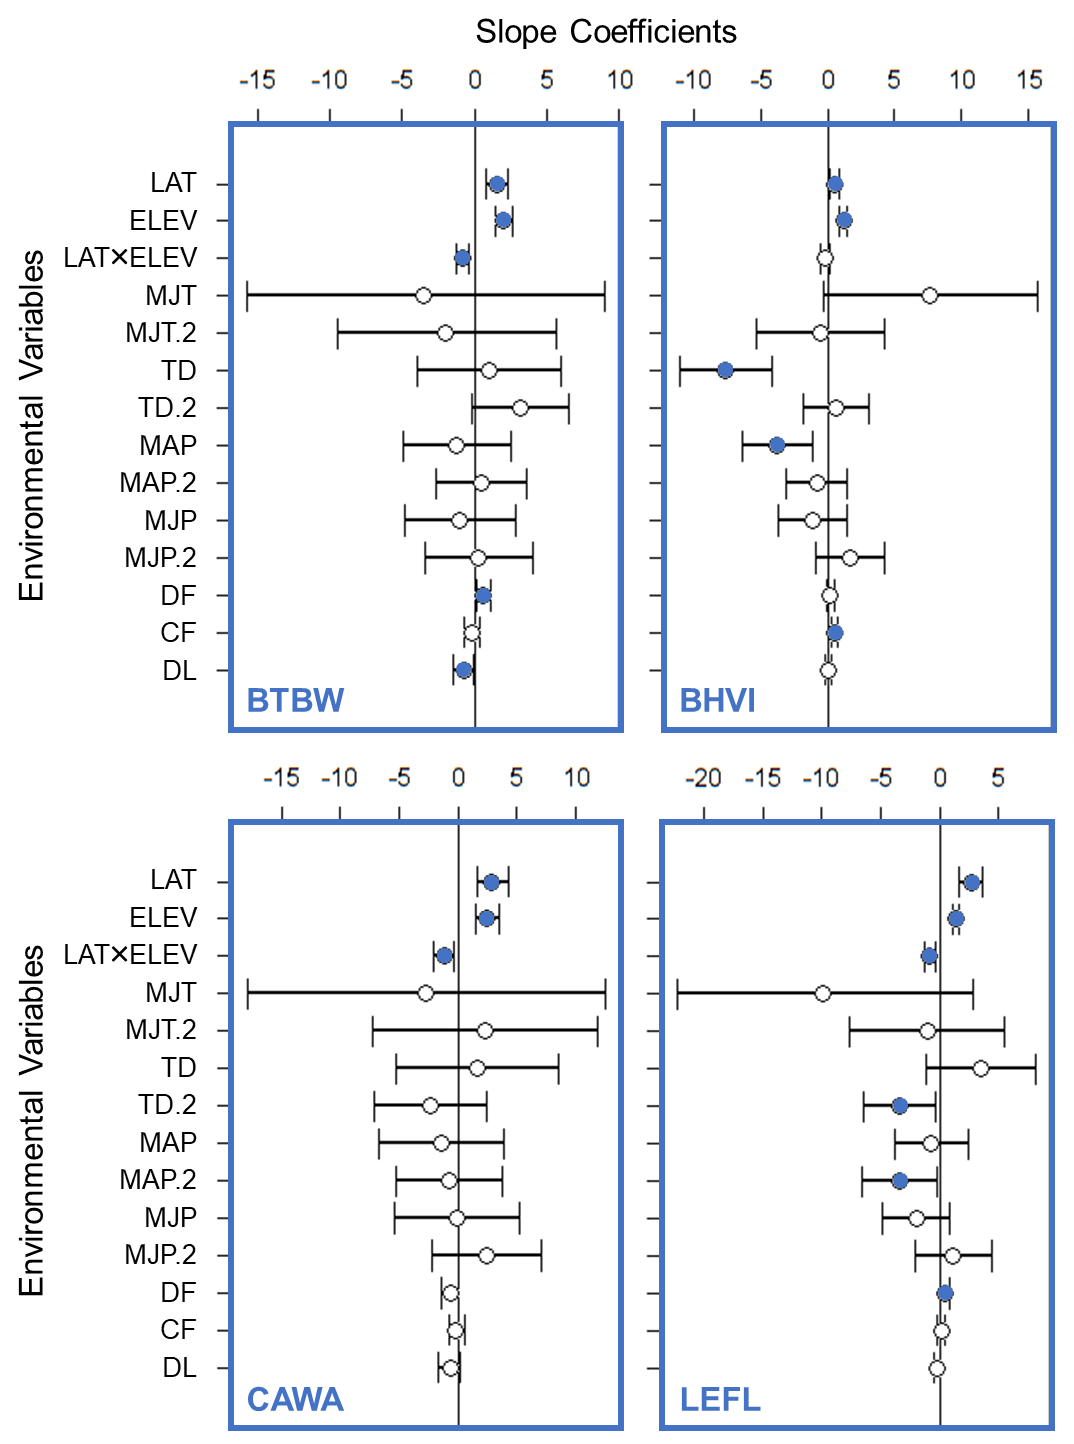 Slope Coefficients
-15 -10 -5 0 5 10
-10 -5 0 5 10 15
Environmental Variables
LAT
ELEV
LAT×ELEV
MJT
MJT.2
TD
TD.2
MAP
MAP.2
MJP
MJP.2
DF
CF
DL
BTBW
BHVI
-15 -10 -5 0 5 10
-20 -15 -10 -5 0 5
Environmental Variables
LAT
ELEV
LAT×ELEV
MJT
MJT.2
TD
TD.2
MAP
MAP.2
MJP
MJP.2
DF
CF
DL
CAWA
LEFL